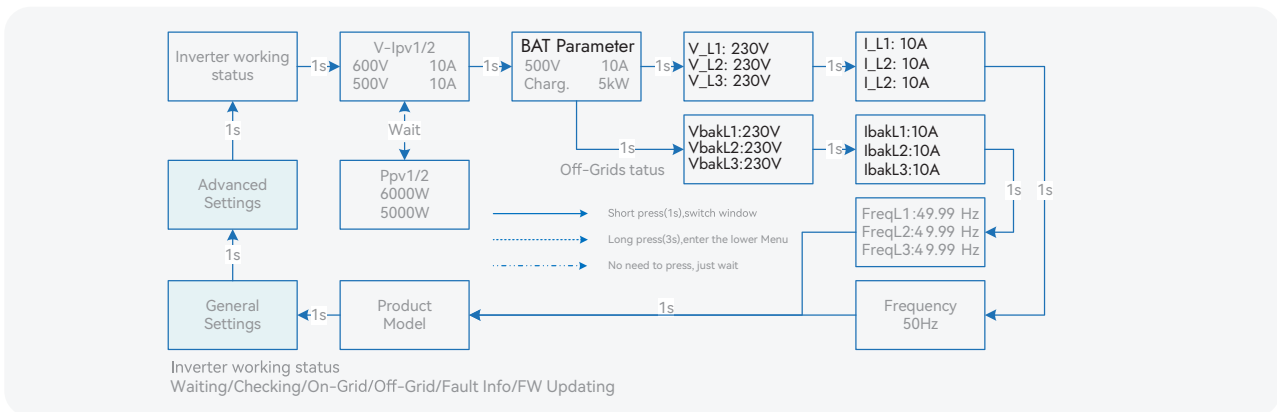 Inverter working
status
1s
V-Ipv1/2
600V 10A
500V 10A
1s
BAT Parameter
500V 10A
Charg. 5kW
1s
V_L1: 230V
V_L2: 230V
V_L3: 230V
1s
I_L1: 10A
I_L2: 10A
I_L2: 10A
1s
Wait
VbakL1:230V
VbakL2:230V
VbakL3:230V
1s
IbakL1:10A
IbakL2:10A
IbakL3:10A
1s
Off-Grids tatus
Advanced
Settings
Ppv1/2
6000W
5000W
1s
1s
Short press(1s),switch window
Long press(3s),enter the lower Menu
No need to press, just wait
FreqL1:49.99 Hz
FreqL2:49.99 Hz
FreqL3:49.99 Hz
1s
General
Settings
1s
Product
Model
1s
Frequency
50Hz
Inverter working status
Waiting/Checking/On-Grid/Off-Grid/Fault Info/FW Updating